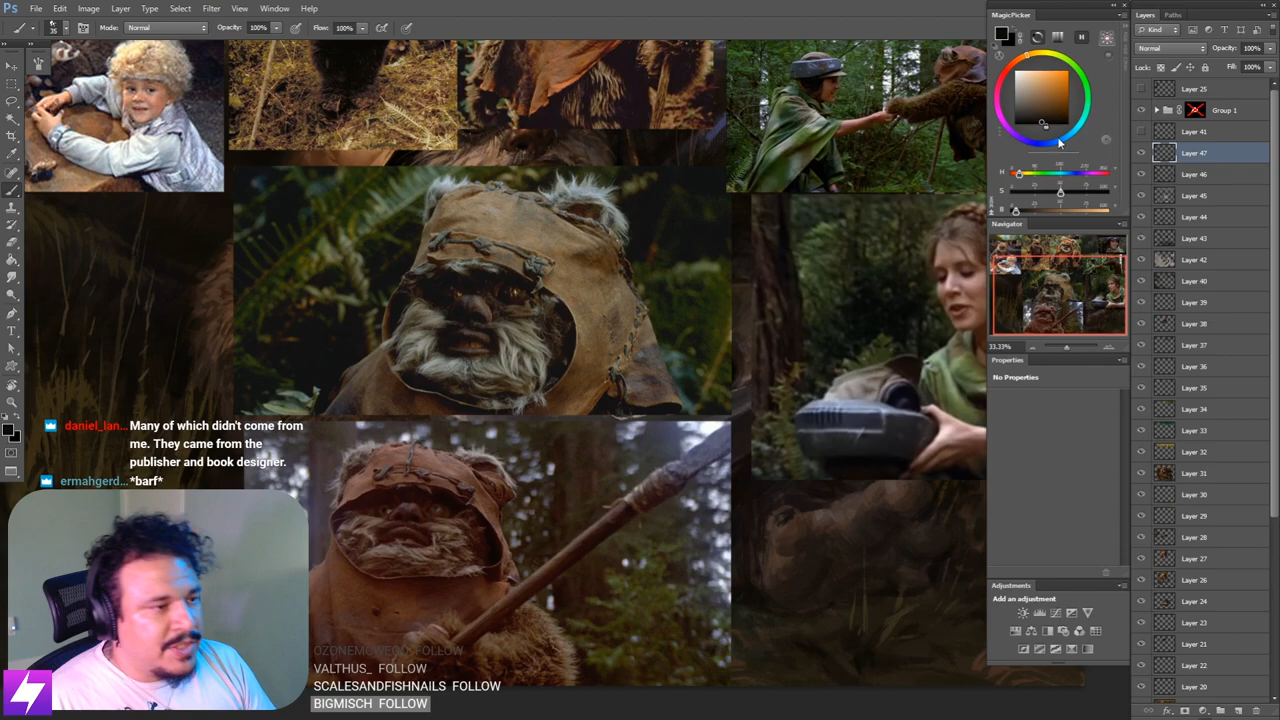 Ps File Edit Image Layer Type Select Filter View Window Help
35 Mode: Normal Opacity: 100% Flow: 100%
MagicPicker
H
H
S
B
Navigator
33.33%
Properties
No Properties
Adjustments
Add an adjustment
Layers Paths
Kind
Normal Opacity: 100%
Lock: Fill: 100%
Layer 25
Group 1
Layer 41
Layer 47
Layer 46
Layer 45
Layer 44
Layer 43
Layer 42
Layer 40
Layer 39
Layer 38
Layer 37
Layer 36
Layer 35
Layer 34
Layer 33
Layer 32
Layer 31
Layer 30
Layer 29
Layer 28
Layer 27
Layer 26
Layer 24
Layer 23
Layer 21
Layer 22
Layer 20
daniel_lan... Many of which didn't come from
me. They came from the
publisher and book designer.
ermahgerd... *barf*
FOLLOW
VALTHUS_ FOLLOW
SCALESANDFISHNAILS FOLLOW
BIGMISCH FOLLOW